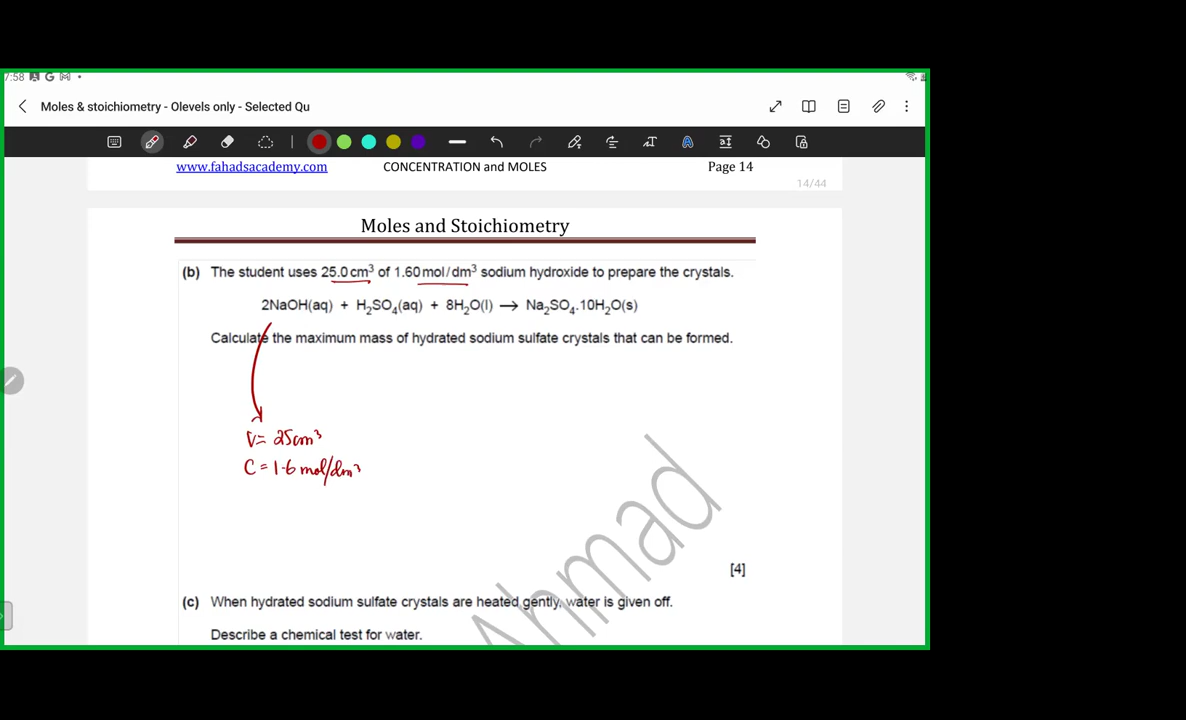 7:58
Moles & stoichiometry - Olevels only - Selected Qu
www.fahadsacademy.com CONCENTRATION and MOLES Page 14
14/44
Moles and Stoichiometry
(b) The student uses 25.0 cm³ of 1.60 mol/dm³ sodium hydroxide to prepare the crystals.
2NaOH(aq) + H₂SO₄(aq) + 8H₂O(l) → Na₂SO₄.10H₂O(s)
Calculate the maximum mass of hydrated sodium sulfate crystals that can be formed.
V= 25cm³
C = 1.6 mol/dm³
Ahmad
[4]
(c) When hydrated sodium sulfate crystals are heated gently, water is given off.
Describe a chemical test for water.